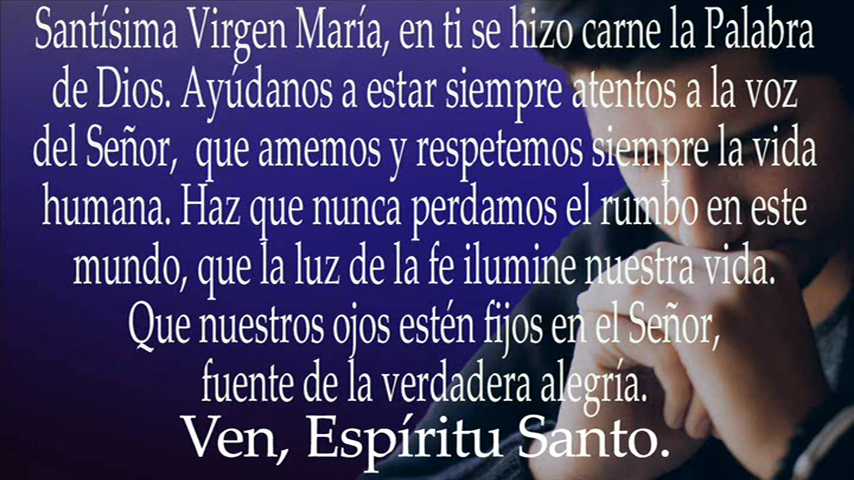 Santísima Virgen María, en ti se hizo carne la Palabra
de Dios. Ayúdanos a estar siempre atentos a la voz
del Señor, que amemos y respetemos siempre la vida
humana. Haz que nunca perdamos el rumbo en este
mundo, que la luz de la fe ilumine nuestra vida.
Que nuestros ojos estén fijos en el Señor,
fuente de la verdadera alegría.
Ven, Espíritu Santo.